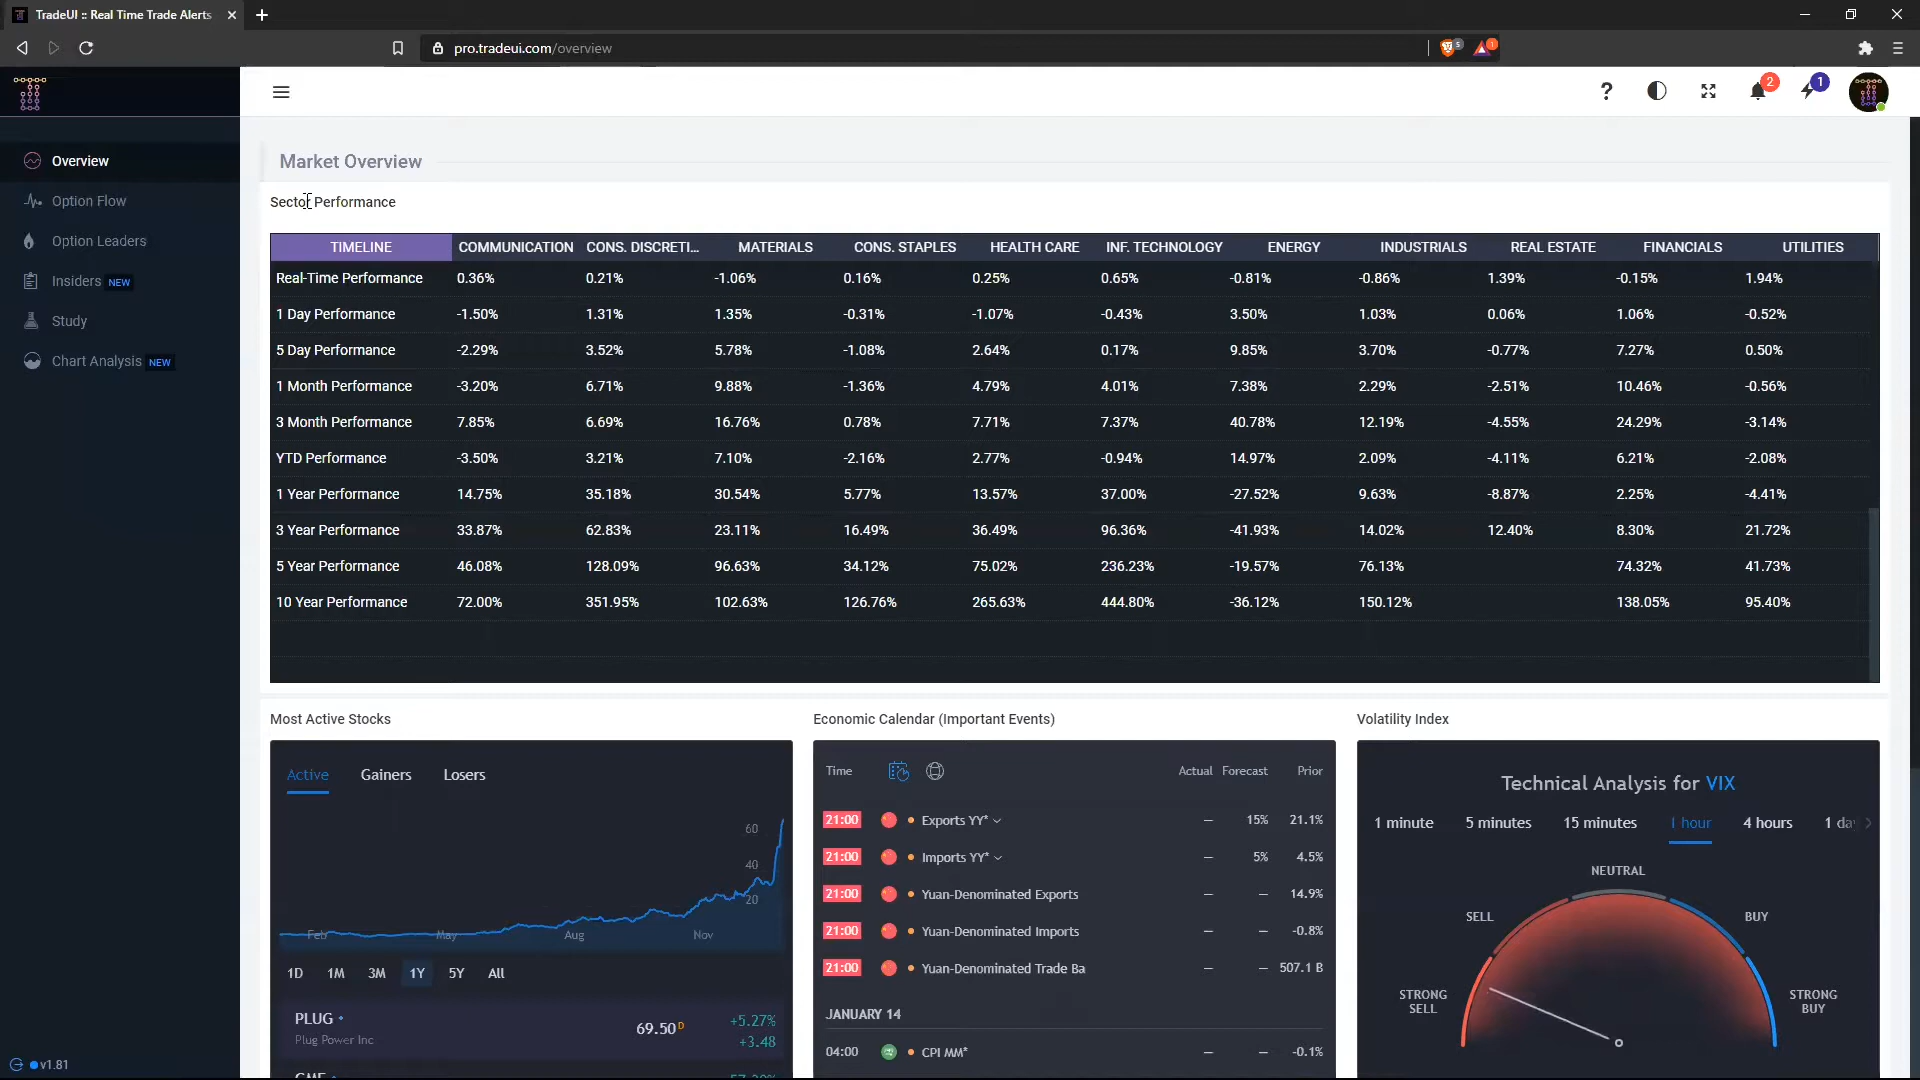 TradeUI :: Real Time Trade Alerts
pro.tradeui.com/overview
5
1
2
1
Overview
Option Flow
Option Leaders
Insiders NEW
Study
Chart Analysis NEW
v1.81
Market Overview
Sector Performance
TIMELINE COMMUNICATION CONS. DISCRETI... MATERIALS CONS. STAPLES HEALTH CARE INF. TECHNOLOGY ENERGY INDUSTRIALS REAL ESTATE FINANCIALS UTILITIES
Real-Time Performance 0.36% 0.21% -1.06% 0.16% 0.25% 0.65% -0.81% -0.86% 1.39% -0.15% 1.94%
1 Day Performance -1.50% 1.31% 1.35% -0.31% -1.07% -0.43% 3.50% 1.03% 0.06% 1.06% -0.52%
5 Day Performance -2.29% 3.52% 5.78% -1.08% 2.64% 0.17% 9.85% 3.70% -0.77% 7.27% 0.50%
1 Month Performance -3.20% 6.71% 9.88% -1.36% 4.79% 4.01% 7.38% 2.29% -2.51% 10.46% -0.56%
3 Month Performance 7.85% 6.69% 16.76% 0.78% 7.71% 7.37% 40.78% 12.19% -4.55% 24.29% -3.14%
YTD Performance -3.50% 3.21% 7.10% -2.16% 2.77% -0.94% 14.97% 2.09% -4.11% 6.21% -2.08%
1 Year Performance 14.75% 35.18% 30.54% 5.77% 13.57% 37.00% -27.52% 9.63% -8.87% 2.25% -4.41%
3 Year Performance 33.87% 62.83% 23.11% 16.49% 36.49% 96.36% -41.93% 14.02% 12.40% 8.30% 21.72%
5 Year Performance 46.08% 128.09% 96.63% 34.12% 75.02% 236.23% -19.57% 76.13% 74.32% 41.73%
10 Year Performance 72.00% 351.95% 102.63% 126.76% 265.63% 444.80% -36.12% 150.12% 138.05% 95.40%
Most Active Stocks
Active Gainers Losers
60
40
20
Feb May Aug Nov
1D 1M 3M 1Y 5Y All
PLUG 69.50 D +5.27%
Plug Power Inc +3.48
Economic Calendar (Important Events)
Time Actual Forecast Prior
21:00 Exports YY* — 15% 21.1%
21:00 Imports YY* — 5% 4.5%
21:00 Yuan-Denominated Exports — — 14.9%
21:00 Yuan-Denominated Imports — — -0.8%
21:00 Yuan-Denominated Trade Ba — — 507.1 B
JANUARY 14
04:00 CPI MM* — — -0.1%
Volatility Index
Technical Analysis for VIX
1 minute 5 minutes 15 minutes 1 hour 4 hours 1 da
NEUTRAL
SELL BUY
STRONG SELL
STRONG BUY